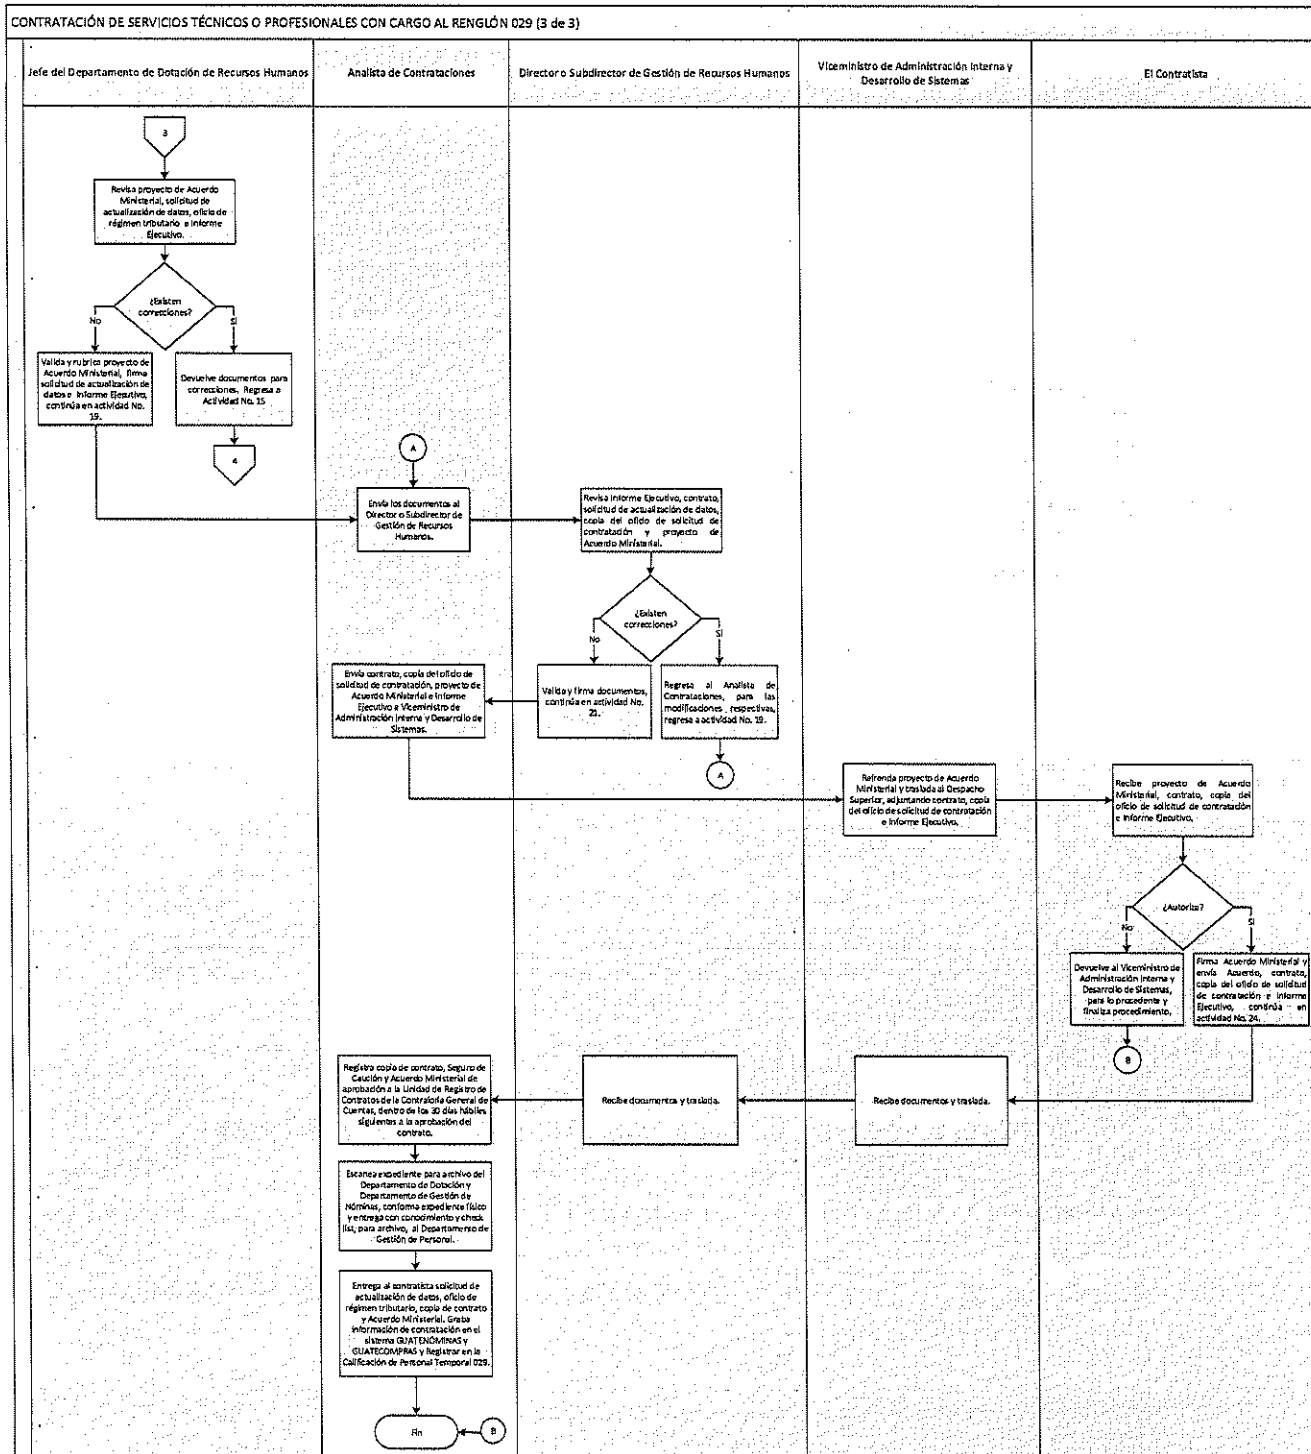 CONTRATACIÓN DE SERVICIOS TÉCNICOS O PROFESIONALES CON CARGO AL RENGLÓN 029 (3 de 3)
Jefe del Departamento de Dotación de Recursos Humanos
Analista de Contrataciones
Director o Subdirector de Gestión de Recursos Humanos
Viceministro de Administración Interna y
Desarrollo de Sistemas
El Contratista
3
Revisa proyecto de Acuerdo
Ministerial, solicitud de
actualización de datos, oficio de
régimen tributario e Informe
Ejecutivo.
¿Existen
correcciones?
No
Si
Valida y rubrica proyecto de
Acuerdo Ministerial, firma
solicitud de actualización de
datos e Informe Ejecutivo,
continúa en actividad No.
19.
Devuelve documentos para
correcciones. Regresa a
Actividad No. 15
4
A
Envía los documentos al
Director o Subdirector de
Gestión de Recursos
Humanos.
Revisa Informe Ejecutivo, contrato,
solicitud de actualización de datos,
copia del oficio de solicitud de
contratación y proyecto de
Acuerdo Ministerial.
¿Existen
correcciones?
No
Si
Envía contrato, copia del oficio de
solicitud de contratación, proyecto de
Acuerdo Ministerial e Informe
Ejecutivo a Viceministro de
Administración Interna y Desarrollo de
Sistemas.
Valida y firma documentos,
continúa en actividad No.
21.
Regresa al Analista de
Contrataciones, para las
modificaciones respectivas,
regresa a actividad No. 19.
A
Refrenda proyecto de Acuerdo
Ministerial y traslada al Despacho
Superior, adjuntando contrato, copia
del oficio de solicitud de contratación
e Informe Ejecutivo.
Recibe proyecto de Acuerdo
Ministerial, contrato, copia del
oficio de solicitud de contratación
e Informe Ejecutivo.
¿Autoriza?
No
Si
Devuelve al Viceministro de
Administración Interna y
Desarrollo de Sistemas,
para lo procedente y
finaliza procedimiento.
Firma Acuerdo Ministerial y
envía Acuerdo, contrato,
copia del oficio de solicitud
de contratación e Informe
Ejecutivo, continúa en
actividad No. 24.
B
Registra copia de contrato, Seguro de
Caución y Acuerdo Ministerial de
aprobación a la Unidad de Registro de
Contratos de la Contraloría General de
Cuentas, dentro de los 30 días hábiles
siguientes a la aprobación del
contrato.
Recibe documentos y traslada.
Recibe documentos y traslada.
Escanea expediente para archivo del
Departamento de Dotación y
Departamento de Gestión de
Nóminas, conforma expediente físico
y entrega con conocimiento y check
list, para archivo, al Departamento de
Gestión de Personal.
Entrega al contratista solicitud de
actualización de datos, oficio de
régimen tributario, copia de contrato
y Acuerdo Ministerial. Graba
información de contratación en el
sistema GUATENÓMINAS y
GUATECOMPRAS y Registrar en la
Calificación de Personal Temporal 029.
Fin
B